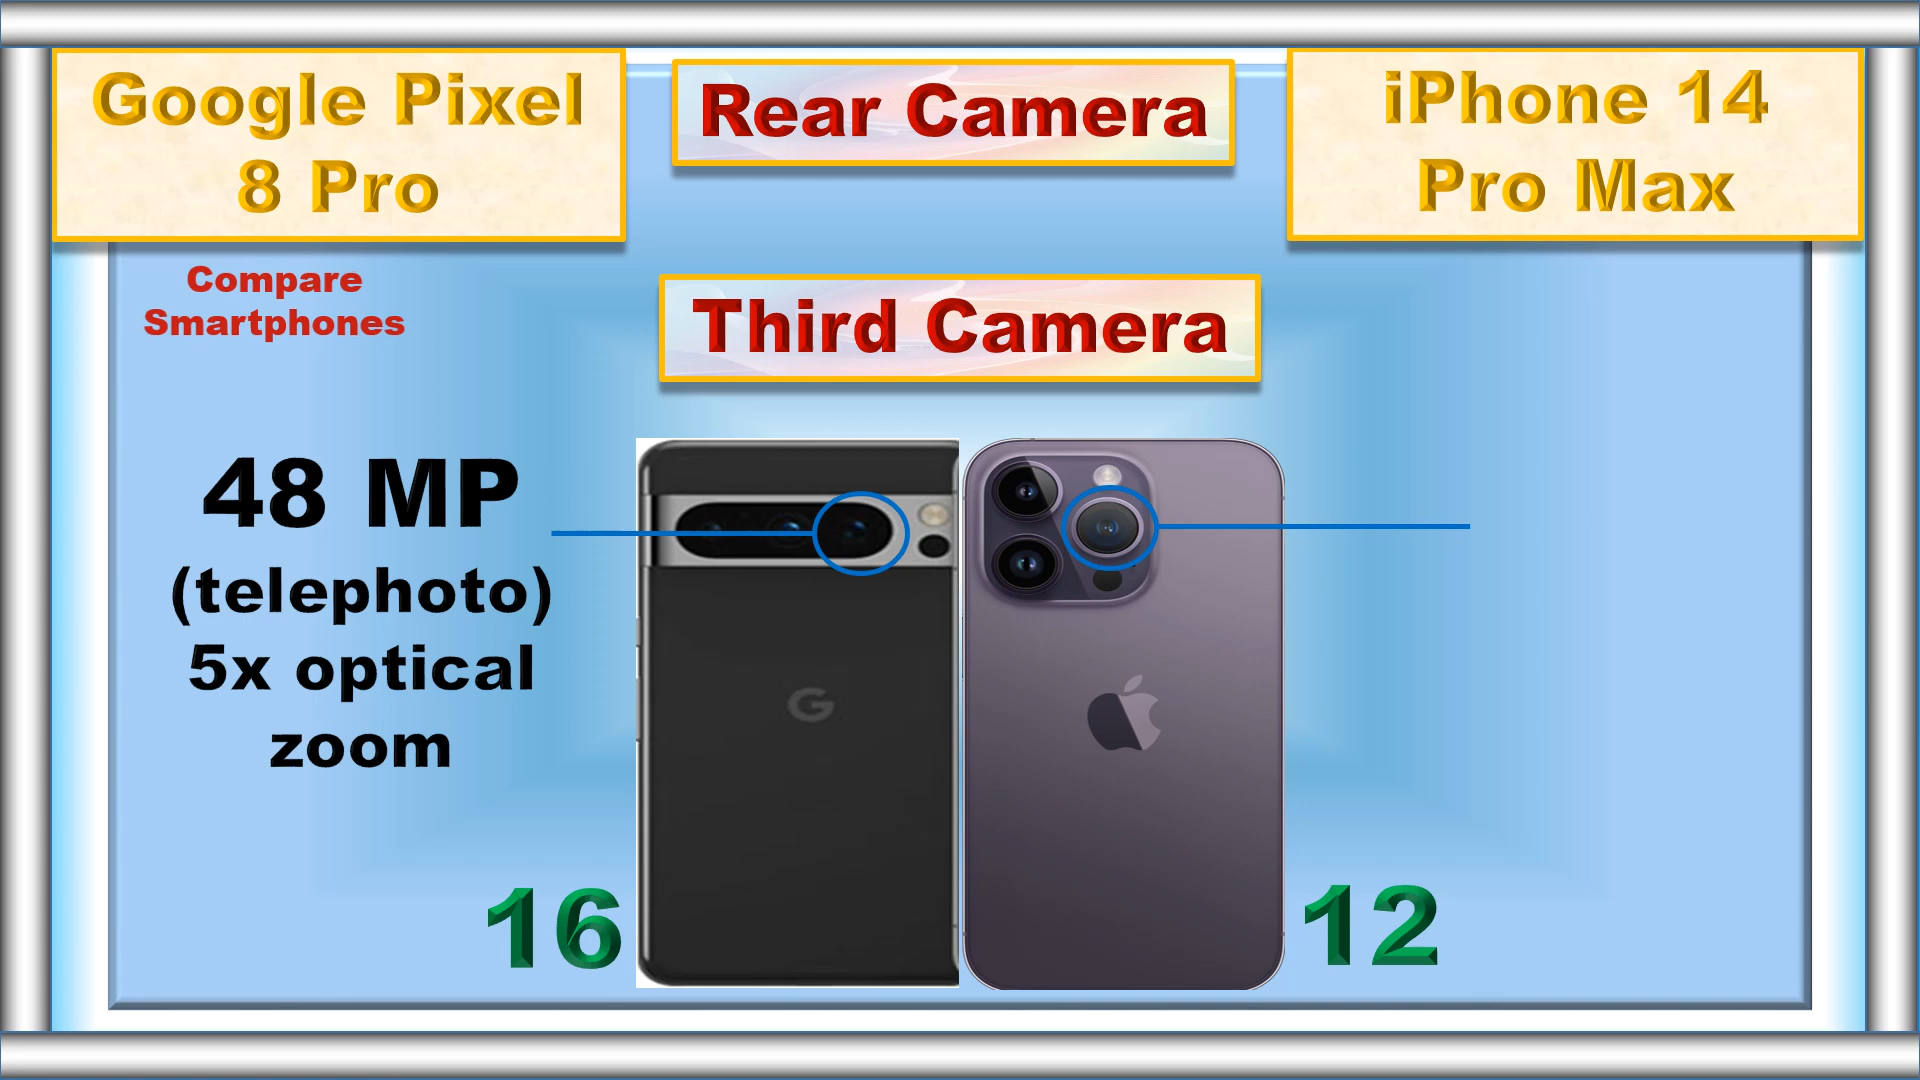 Google Pixel
8 Pro
Rear Camera
iPhone 14
Pro Max
Compare
Smartphones
Third Camera
48 MP
(telephoto)
5x optical
zoom
G
16
12